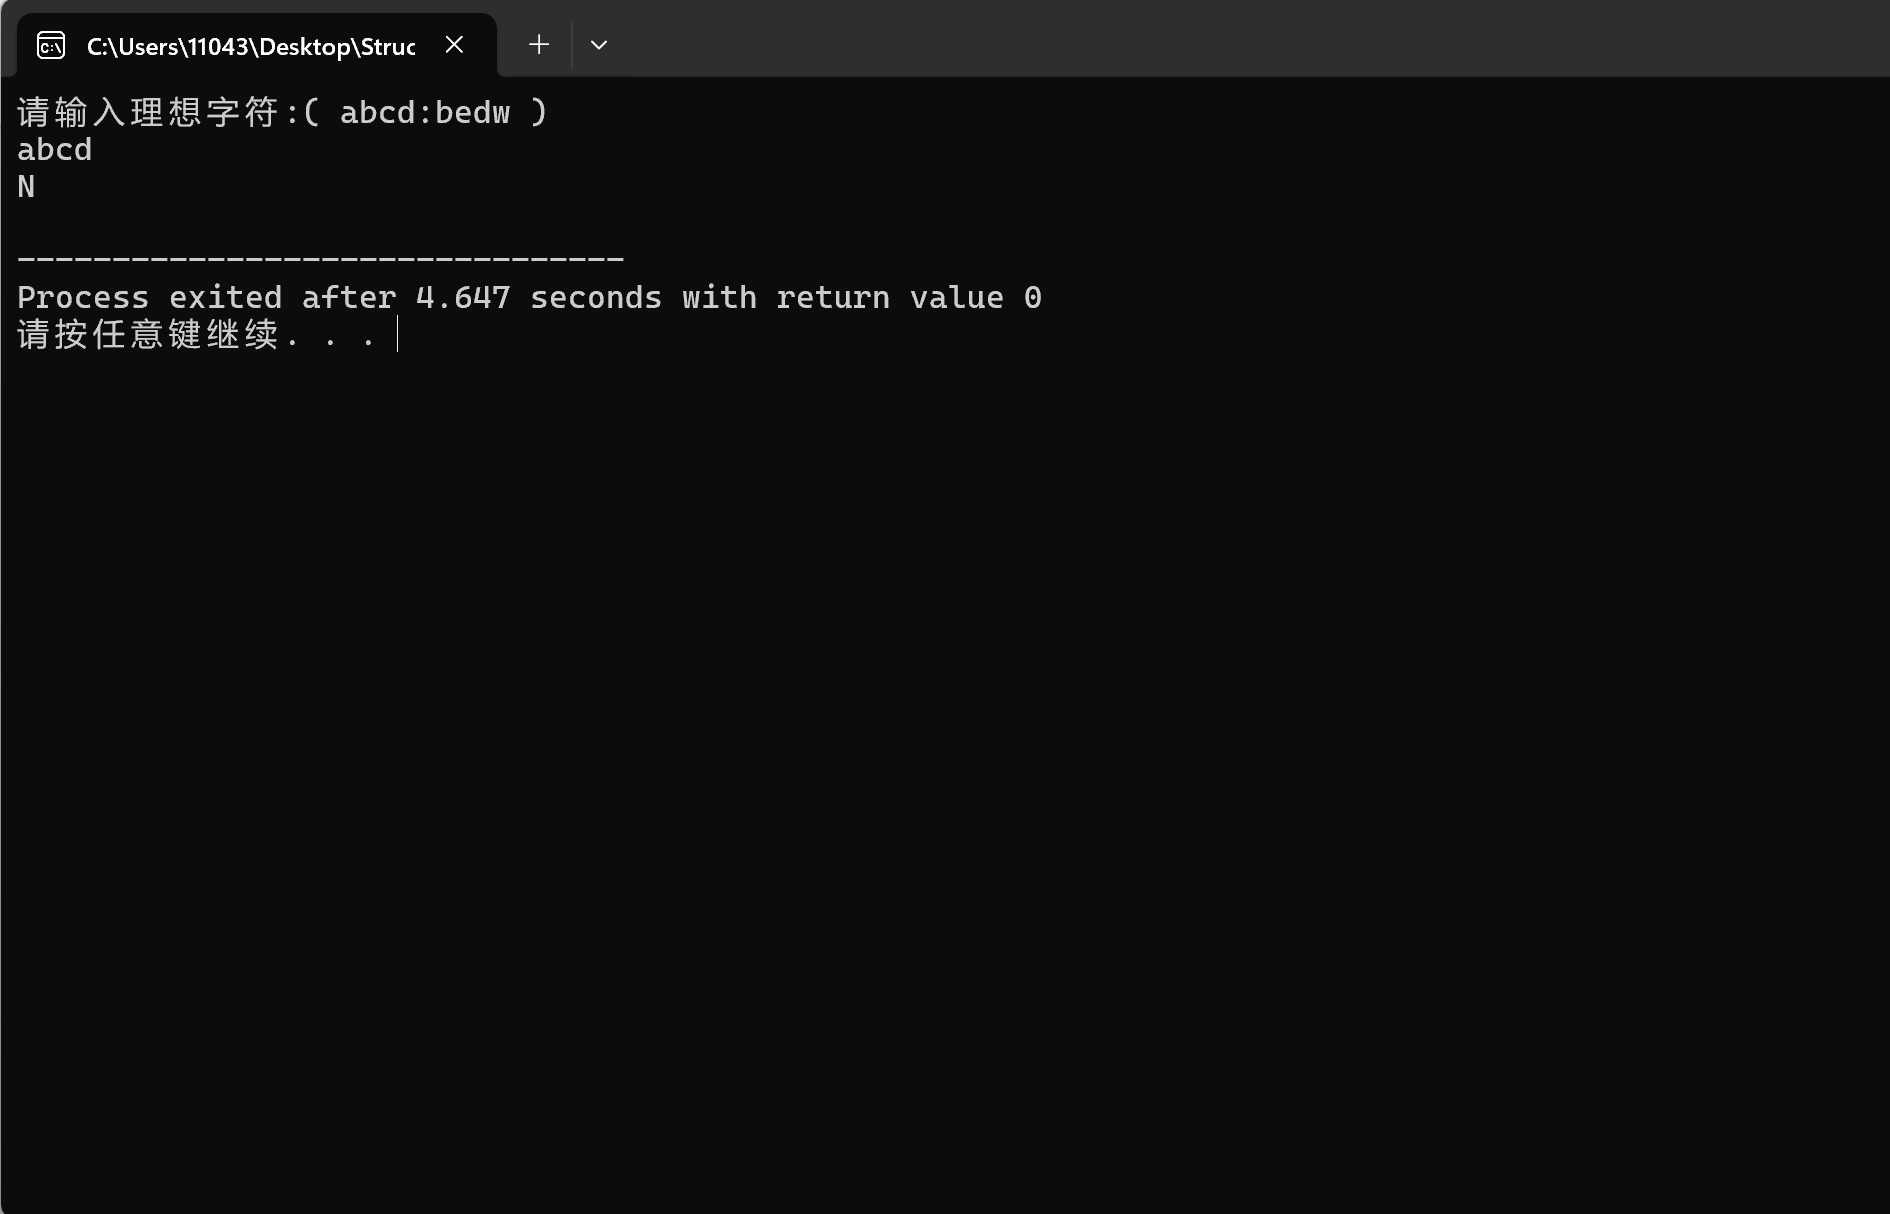 C:\Users\11043\Desktop\Struc
请输入理想字符:( abcd:bedw )
abcd
N
--------------------------------
Process exited after 4.647 seconds with return value 0
请按任意键继续. . .